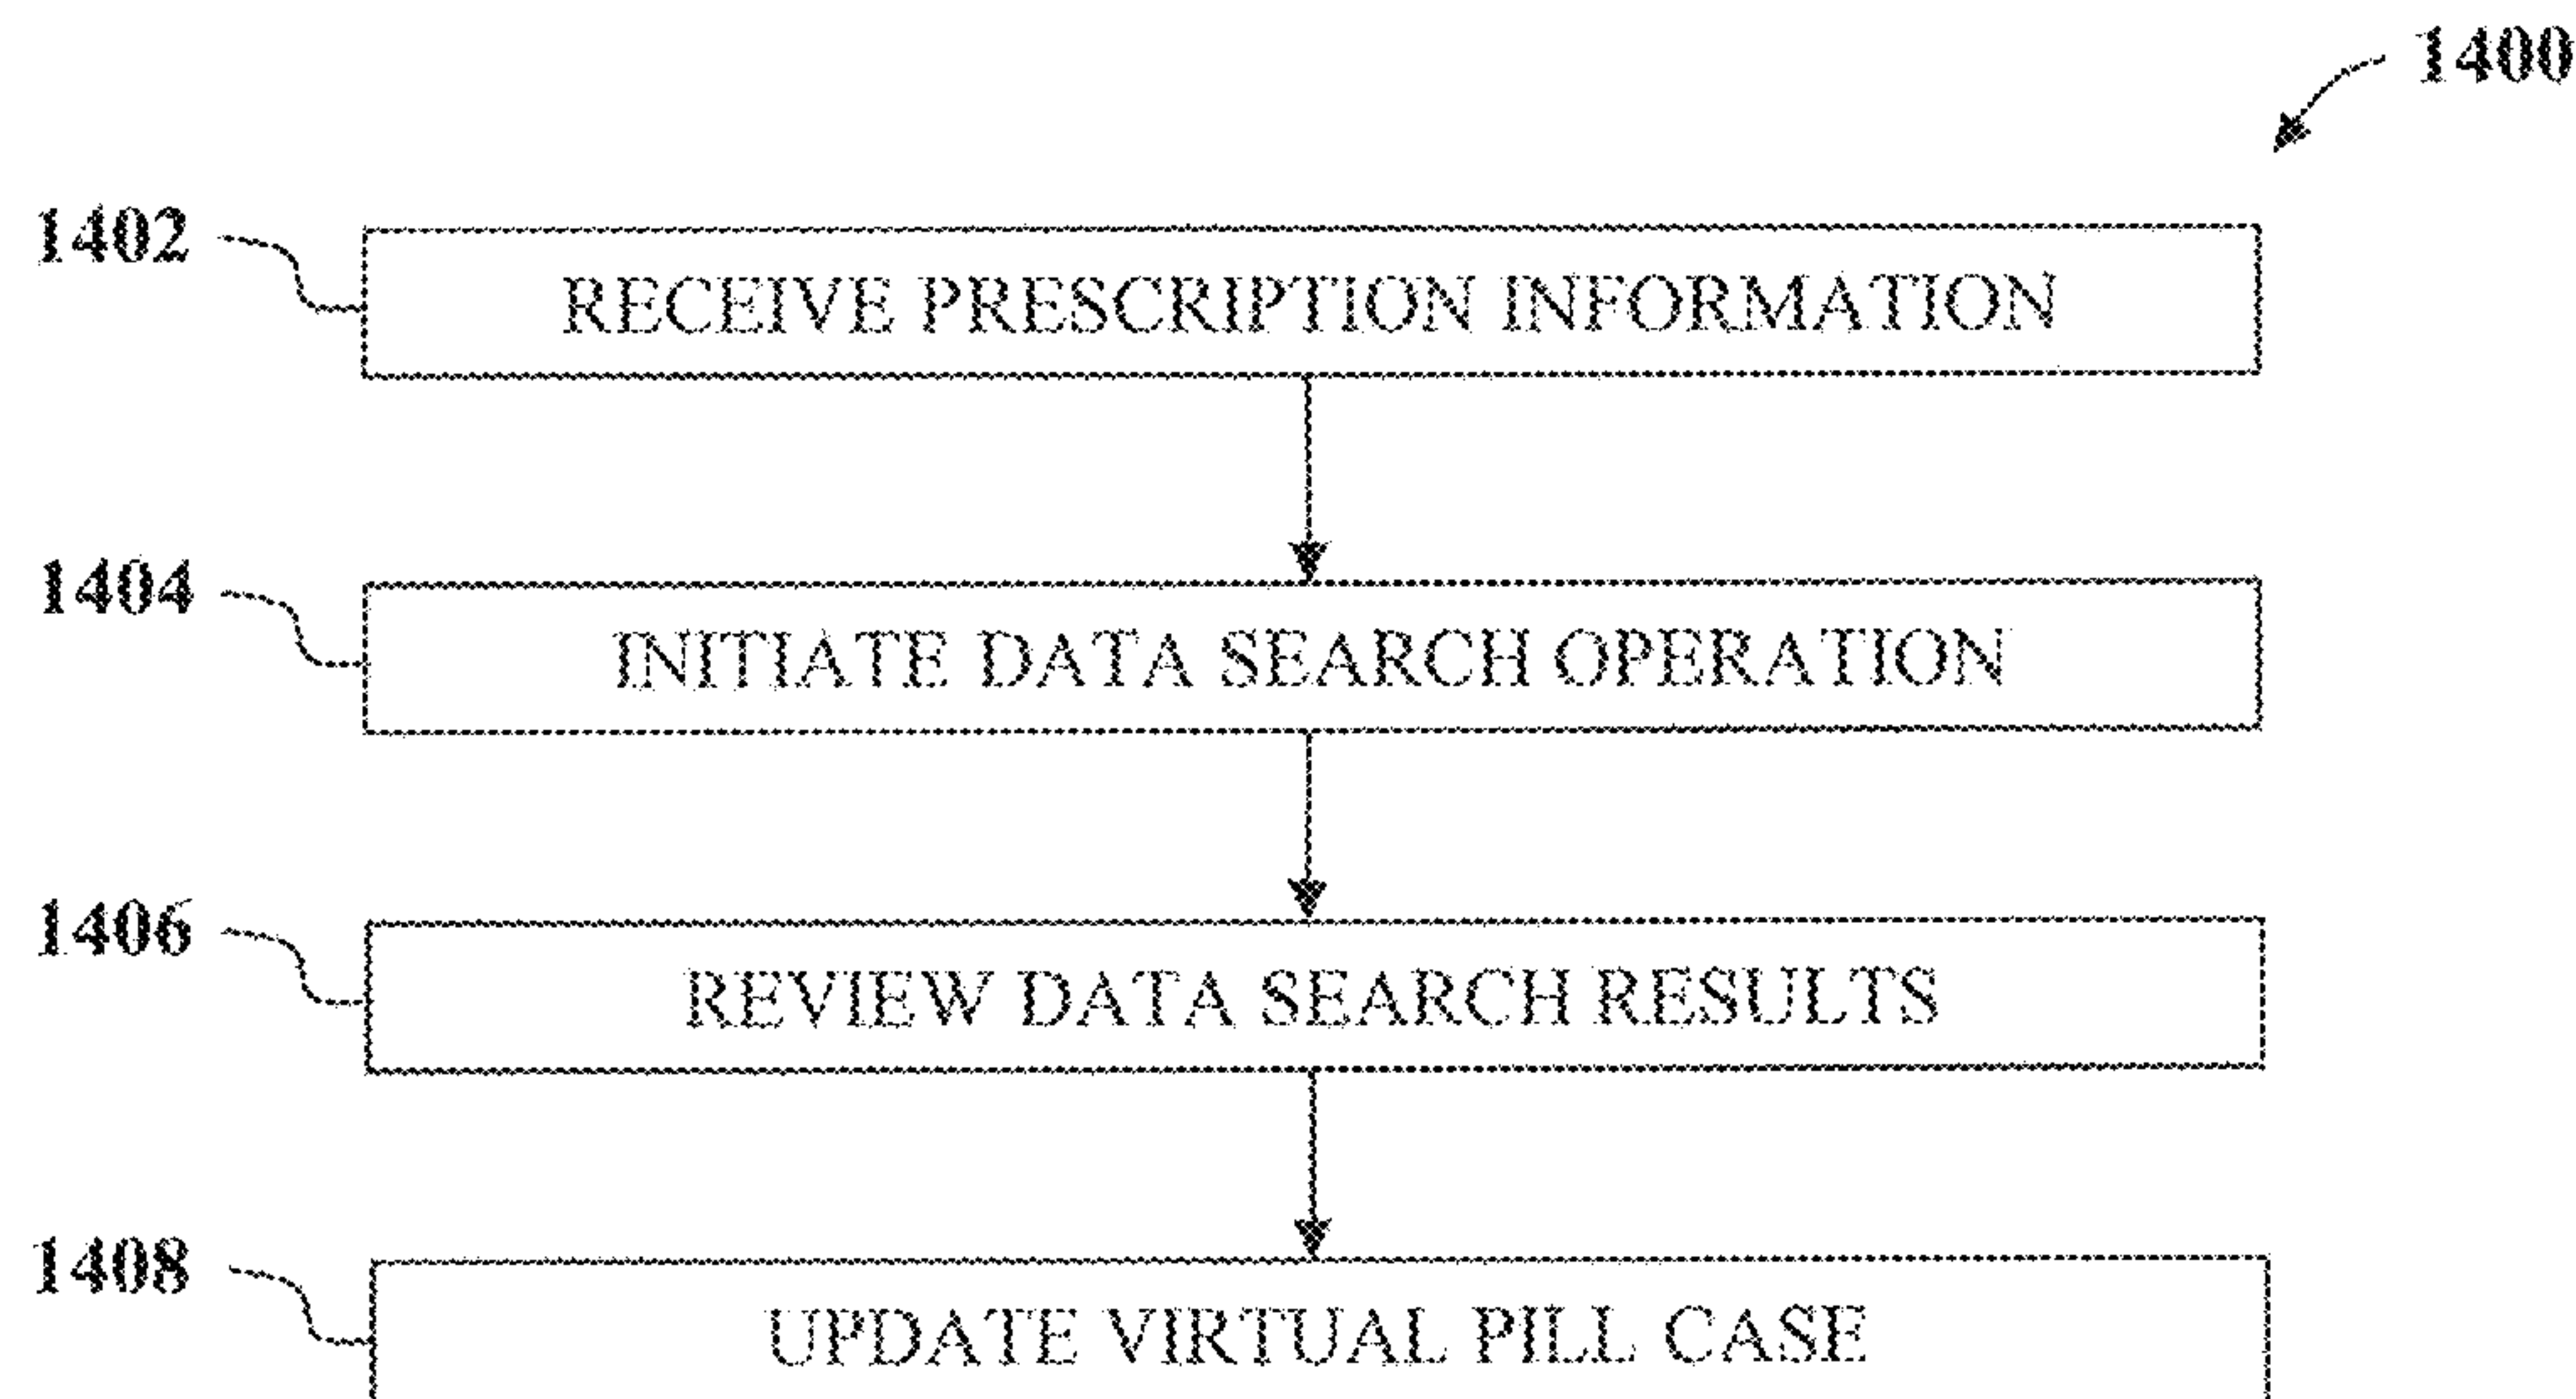 1400
1402
RECEIVE PRESCRIPTION INFORMATION
1404
INITIATE DATA SEARCH OPERATION
1406
REVIEW DATA SEARCH RESULTS
1408
UPDATE VIRTUAL PILL CASE